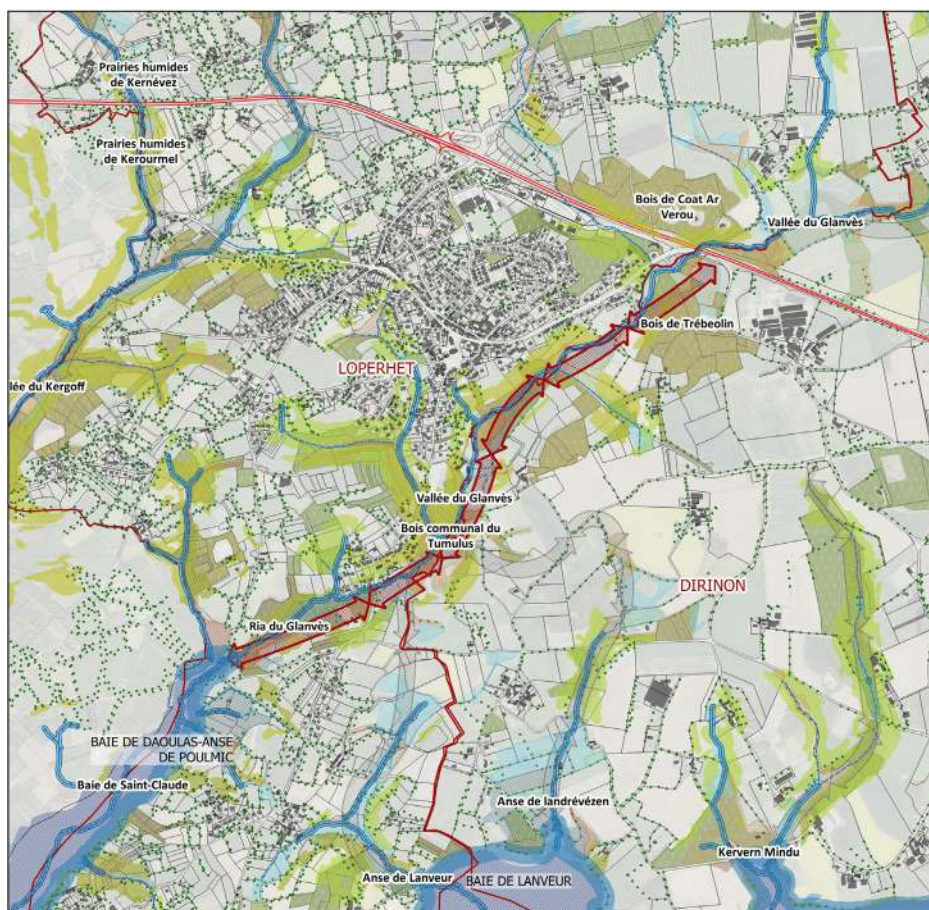 Prairies humides
de Kernévez
Prairies humides
de Kerourmel
Bois de Coat Ar
Verou
Vallée du Glanvès
Bois de Trébeolin
LOPERHET
llée du Kergoff
Vallée du Glanvès
Bois communal du
Tumulus
DIRINON
Ria du Glanvès
BAIE DE DAOULAS-ANSE
DE POULMIC
Baie de Saint-Claude
Anse de landrévézen
Kervern Mindu
Anse de Lanveur
BAIE DE LANVEUR